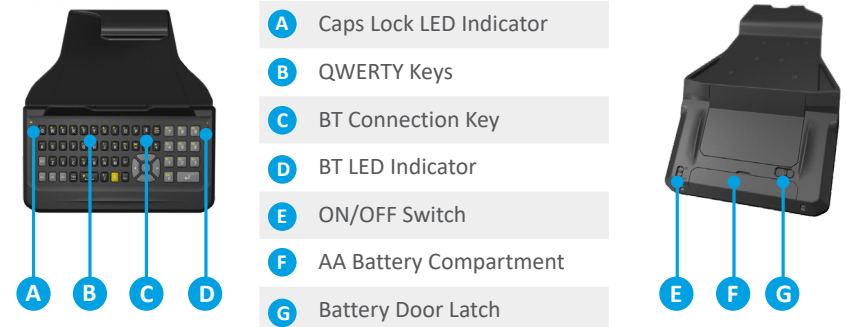 A Caps Lock LED Indicator
B QWERTY Keys
C BT Connection Key
D BT LED Indicator
E ON/OFF Switch
F AA Battery Compartment
G Battery Door Latch
A B C D
E F G